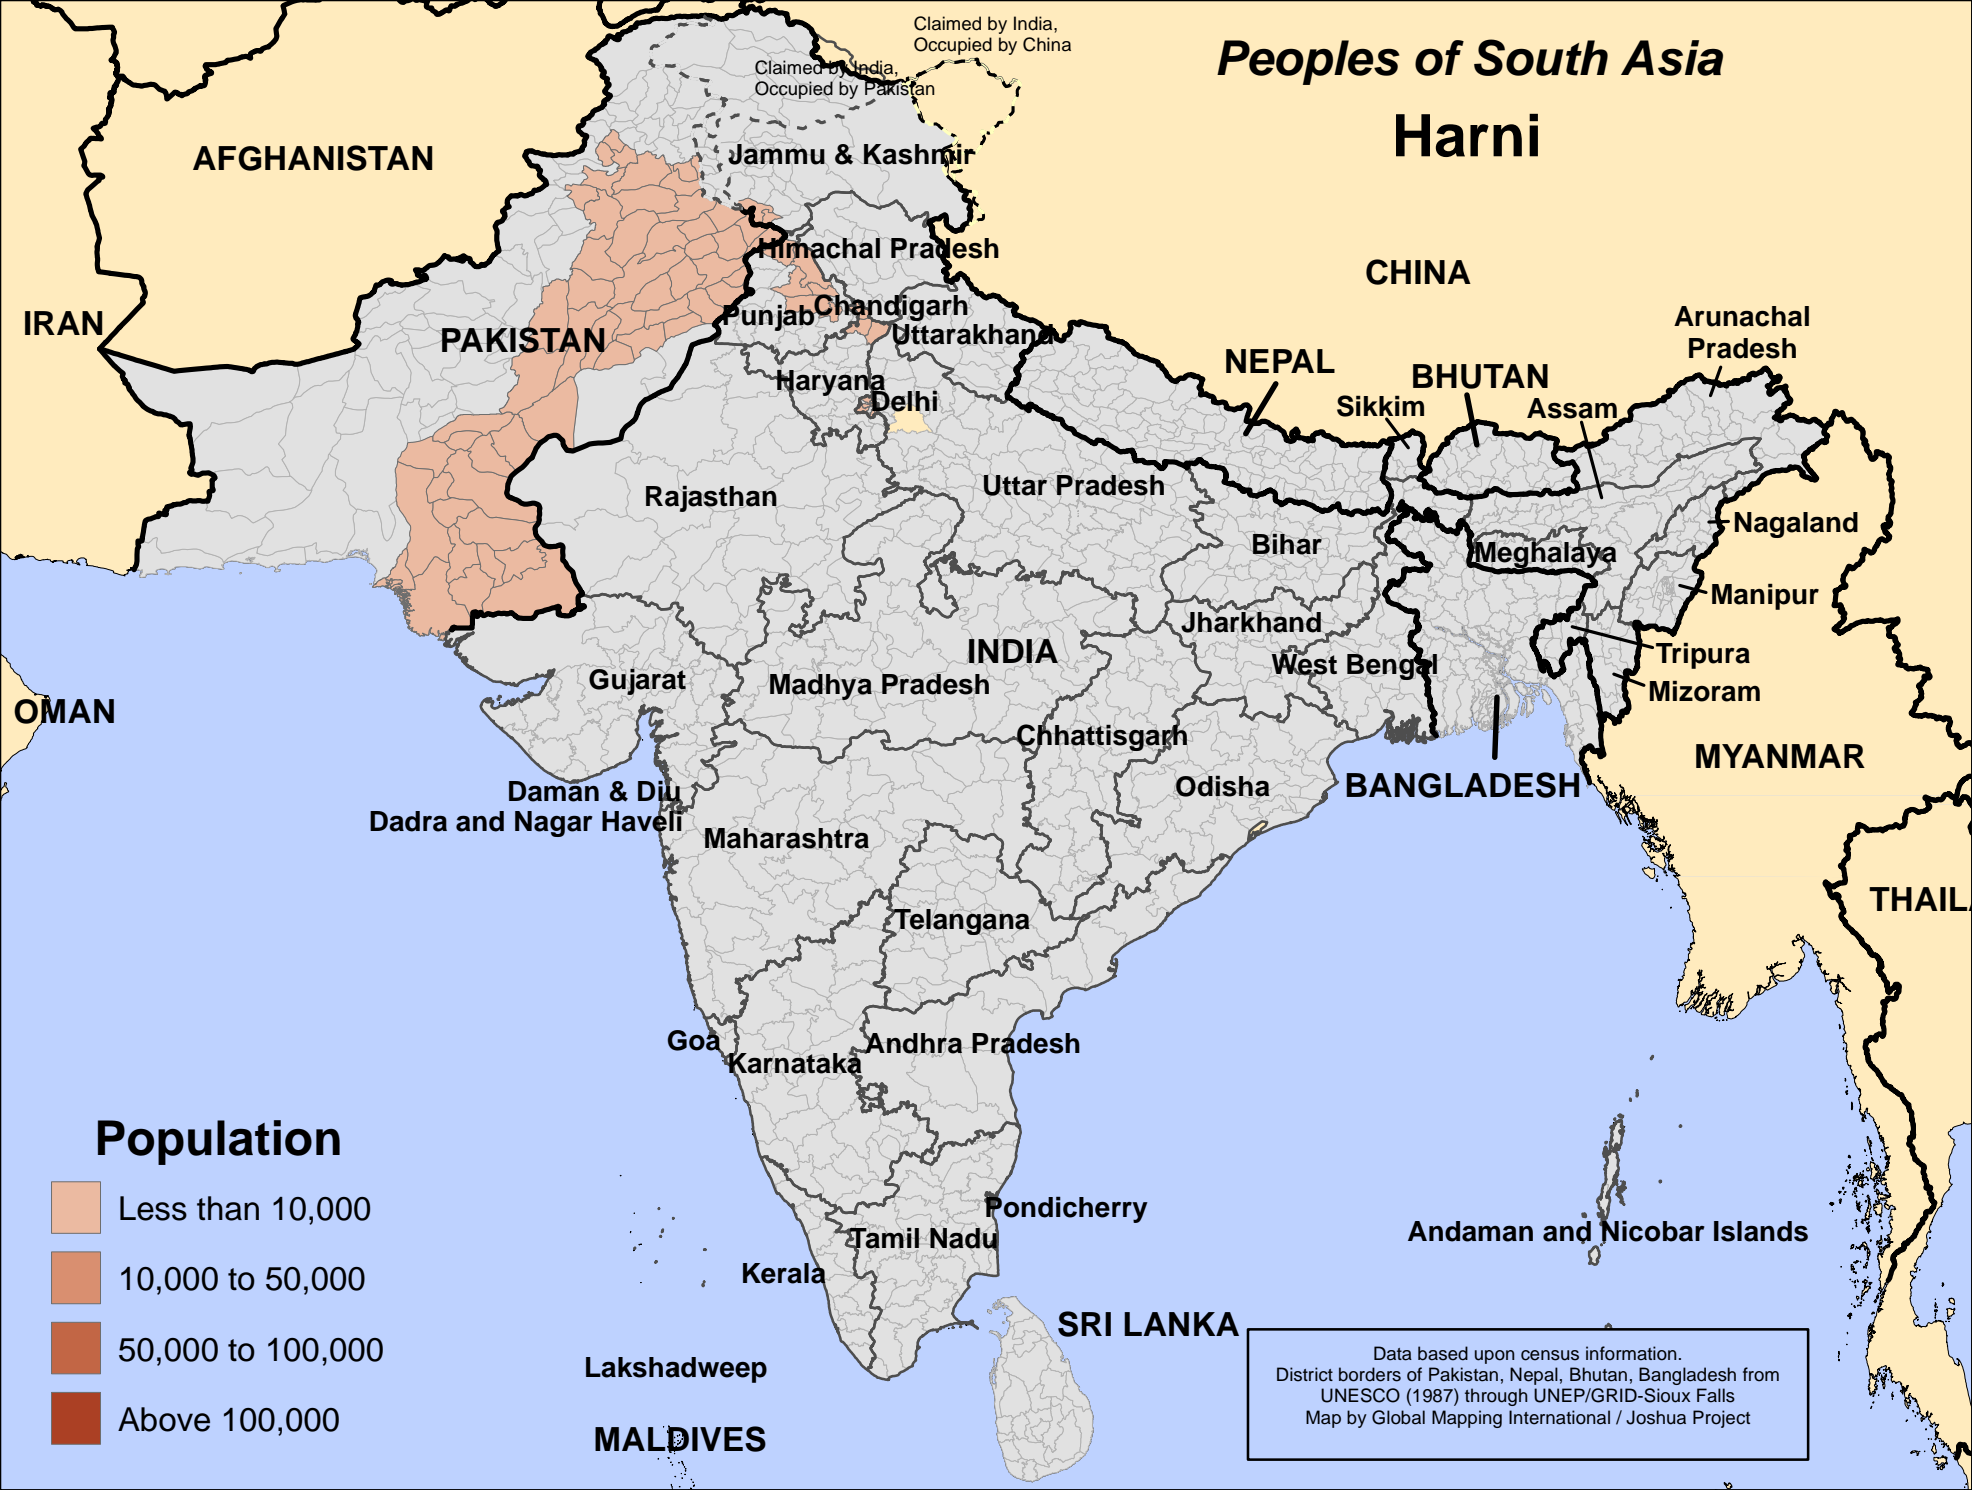 Peoples of South Asia
Harni
Claimed by India,
Occupied by China
Claimed by India,
Occupied by Pakistan
AFGHANISTAN
Jammu & Kashmir
Himachal Pradesh
CHINA
IRAN
PAKISTAN
Punjab
Chandigarh
Uttarakhand
Arunachal
Pradesh
NEPAL
BHUTAN
Haryana
Delhi
Sikkim
Assam
Rajasthan
Uttar Pradesh
Bihar
Nagaland
Meghalaya
Manipur
Jharkhand
INDIA
West Bengal
Tripura
Gujarat
Madhya Pradesh
Mizoram
OMAN
Chhattisgarh
MYANMAR
Odisha
BANGLADESH
Daman & Diu
Dadra and Nagar Haveli
Maharashtra
THAIL
Telangana
Goa
Karnataka
Andhra Pradesh
Pondicherry
Tamil Nadu
Andaman and Nicobar Islands
Kerala
SRI LANKA
Lakshadweep
MALDIVES
Population
Less than 10,000
10,000 to 50,000
50,000 to 100,000
Above 100,000
Data based upon census information.
District borders of Pakistan, Nepal, Bhutan, Bangladesh from
UNESCO (1987) through UNEP/GRID-Sioux Falls
Map by Global Mapping International / Joshua Project